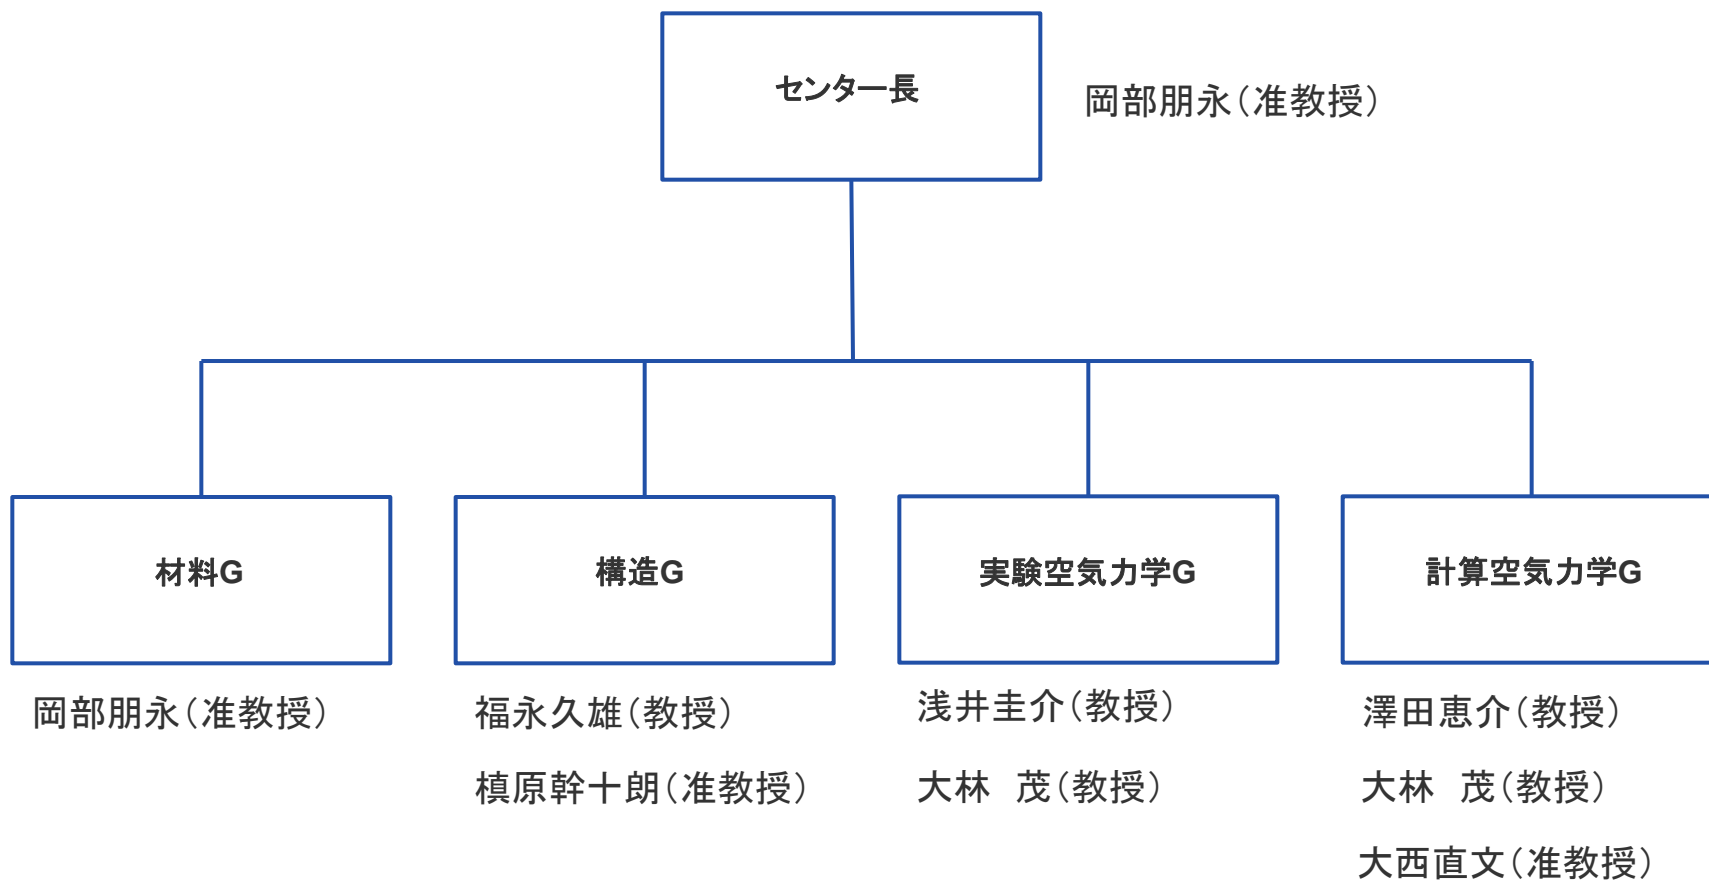 センター長
岡部朋永（准教授）
材料G
構造G
実験空気力学G
計算空気力学G
岡部朋永（准教授）
福永久雄（教授）
槙原幹十朗（准教授）
浅井圭介（教授）
大林　茂（教授）
澤田恵介（教授）
大林　茂（教授）
大西直文（准教授）